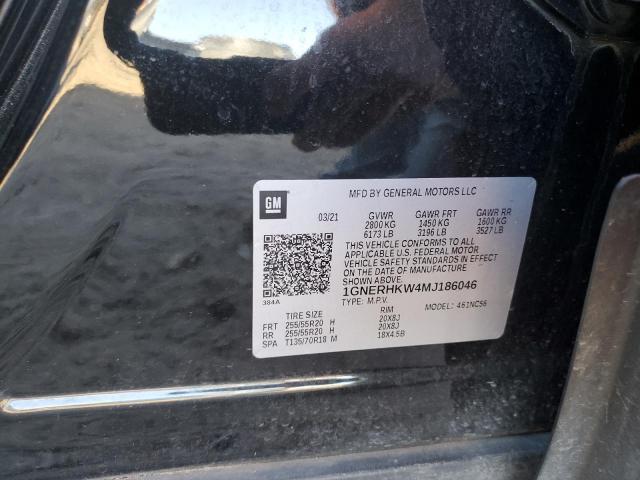 GM
MFD BY GENERAL MOTORS LLC
03/21 GVWR GAWR FRT GAWR RR
2800 KG 1450 KG 1600 KG
6173 LB 3196 LB 3527 LB
THIS VEHICLE CONFORMS TO ALL
APPLICABLE U.S. FEDERAL MOTOR
VEHICLE SAFETY STANDARDS IN EFFECT
ON THE DATE OF MANUFACTURE
SHOWN ABOVE.
1GNERHKW4MJ186046
384A
TYPE: M.P.V. MODEL: 461NC56
TIRE SIZE RIM
FRT 255/55R20 H 20X8J
RR 255/55R20 H 20X8J
SPA T135/70R18 M 18X4.5B